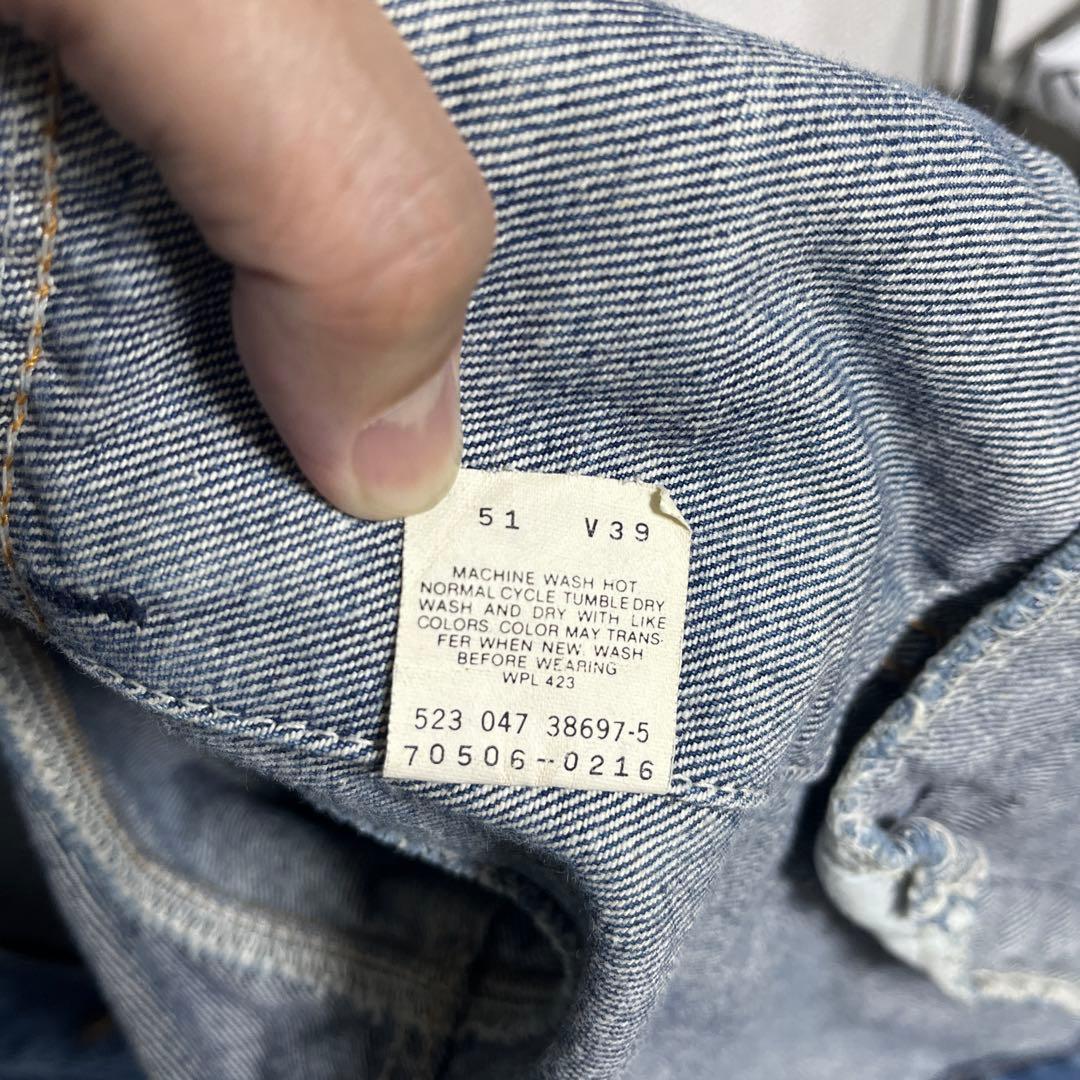 51 V39
MACHINE WASH HOT
NORMAL CYCLE TUMBLE DRY
WASH AND DRY WITH LIKE
COLORS. COLOR MAY TRANS-
FER WHEN NEW. WASH
BEFORE WEARING
WPL 423
523 047 38697-5
70506--0216